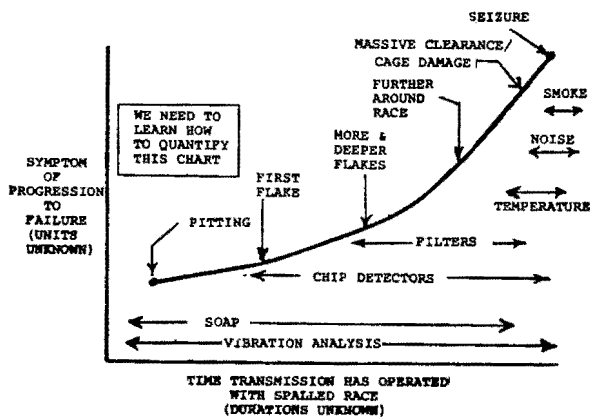 SEIZURE
MASSIVE CLEARANCE/
CAGE DAMAGE
FURTHER
AROUND
RACE
SMOKE
WE NEED TO
LEARN HOW
TO QUANTIFY
THIS CHART
MORE &
DEEPER
FLAKES
NOISE
SYMPTOM
OF
PROGRESSION
TO
FAILURE
(UNITS
UNKNOWN)
FIRST
FLAKE
TEMPERATURE
PITTING
FILTERS
CHIP DETECTORS
SOAP
VIBRATION ANALYSIS
TIME TRANSMISSION HAS OPERATED
WITH SPALLED RACE
(DURATIONS UNKNOWN)